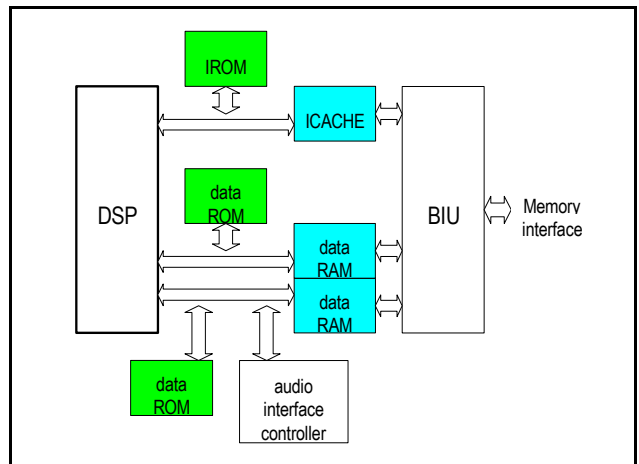 IROM
ICACHE
data
ROM
DSP
BIU
Memory
interface
data
RAM
data
RAM
data
ROM
audio
interface
controller